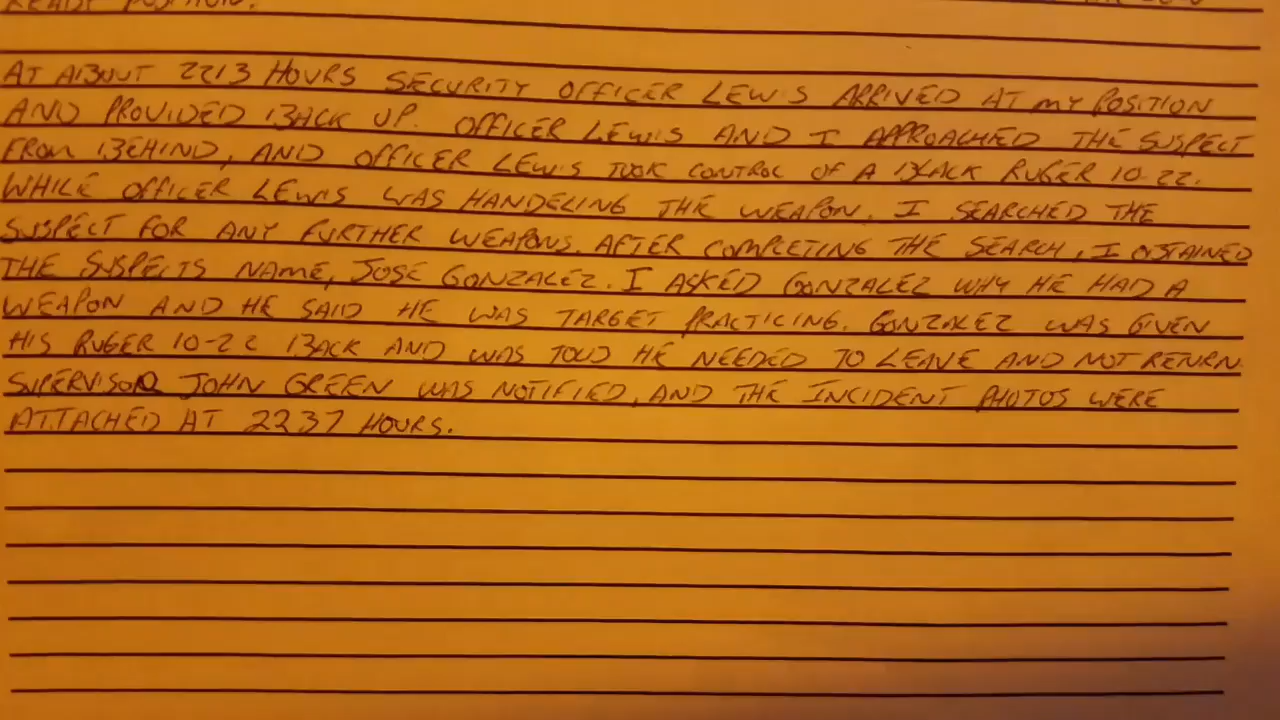 READY POSITION.
AT ABOUT 2213 HOURS SECURITY OFFICER LEWIS ARRIVED AT MY POSITION
AND PROVIDED BACK UP. OFFICER LEWIS AND I APPROACHED THE SUSPECT
FROM BEHIND, AND OFFICER LEWIS TOOK CONTROL OF A BLACK RUGER 10-22.
WHILE OFFICER LEWIS WAS HANDELING THE WEAPON, I SEARCHED THE
SUSPECT FOR ANY FURTHER WEAPONS. AFTER COMPLETING THE SEARCH, I OBTAINED
THE SUSPECTS NAME, JOSE GONZALEZ. I ASKED GONZALEZ WHY HE HAD A
WEAPON AND HE SAID HE WAS TARGET PRACTICING. GONZALEZ WAS GIVEN
HIS RUGER 10-22 BACK AND WAS TOLD HE NEEDED TO LEAVE AND NOT RETURN.
SUPERVISOR JOHN GREEN WAS NOTIFIED, AND THE INCIDENT PHOTOS WERE
ATTACHED AT 2237 HOURS.